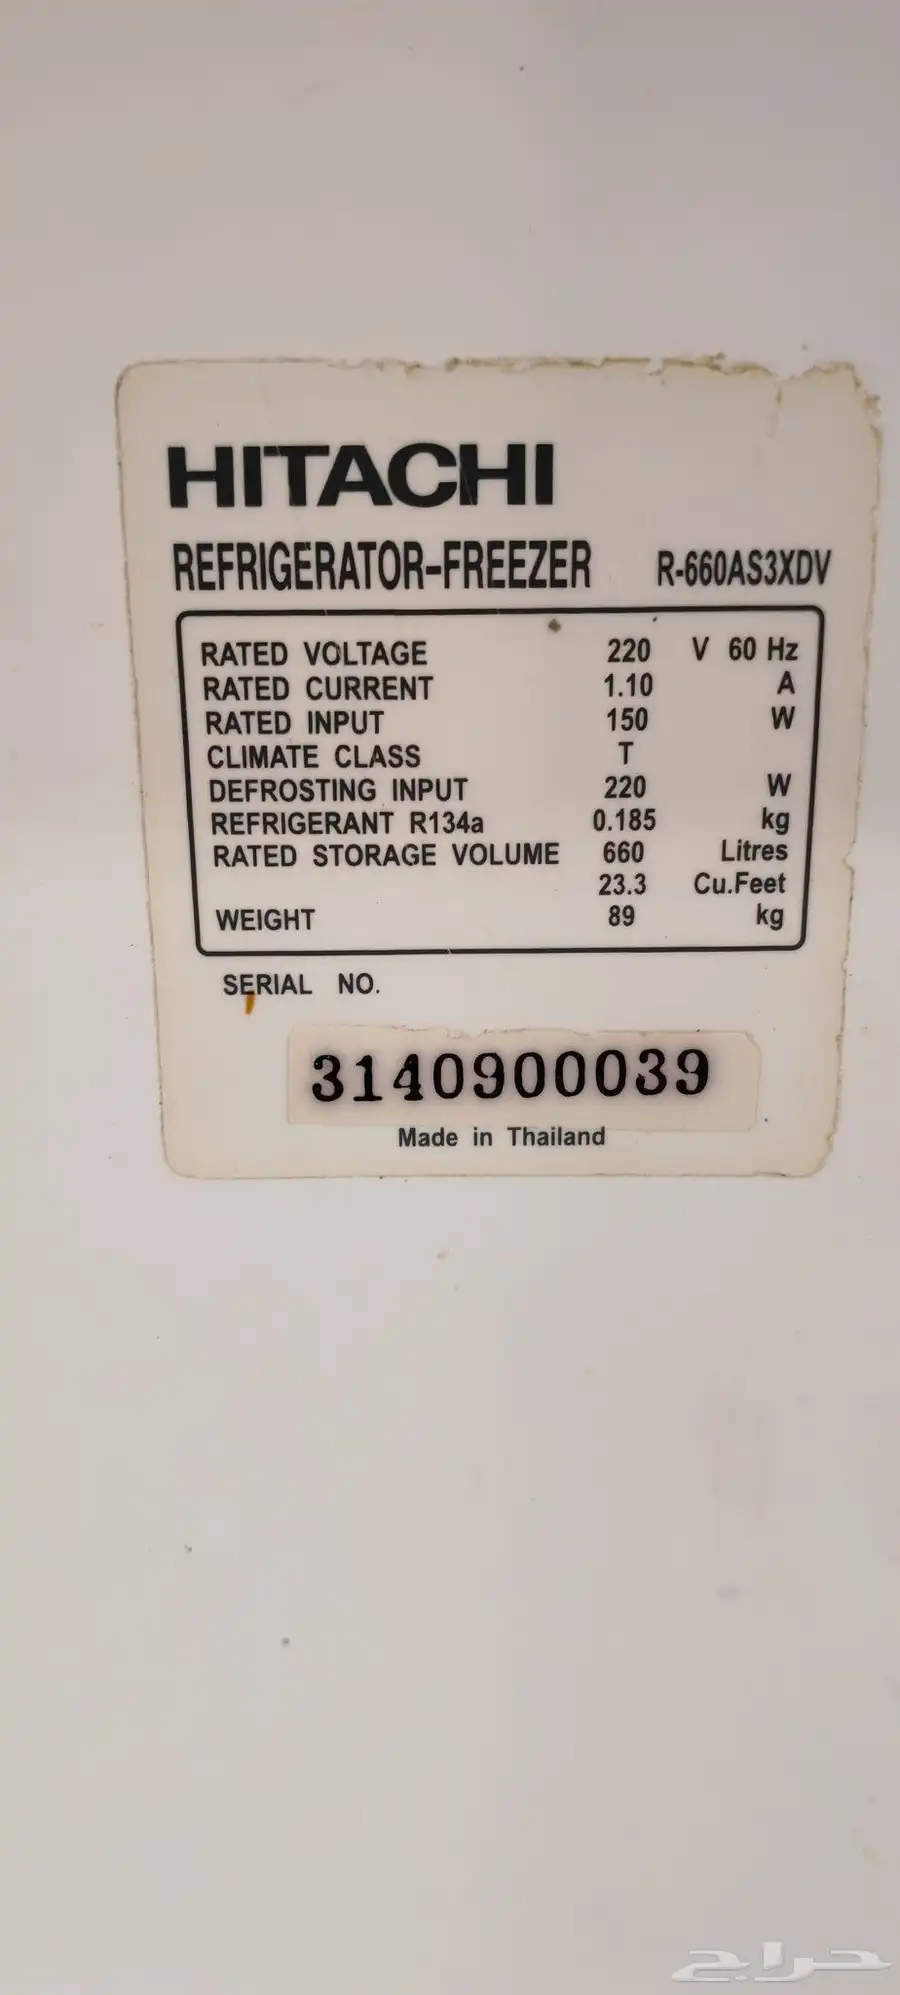 HITACHI
REFRIGERATOR-FREEZER R-660AS3XDV
RATED VOLTAGE 220 V 60 Hz
RATED CURRENT 1.10 A
RATED INPUT 150 W
CLIMATE CLASS T
DEFROSTING INPUT 220 W
REFRIGERANT R134a 0.185 kg
RATED STORAGE VOLUME 660 Litres
23.3 Cu.Feet
WEIGHT 89 kg
SERIAL NO.
3140900039
Made in Thailand
حراج